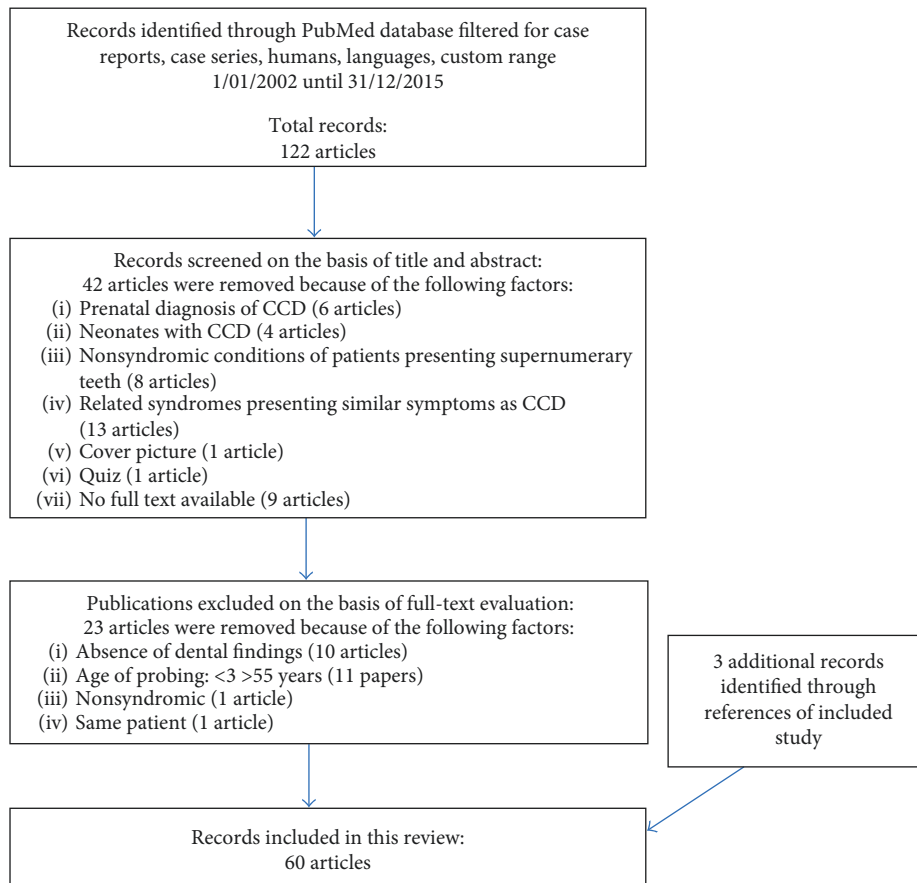 Records identified through PubMed database filtered for case
reports, case series, humans, languages, custom range
1/01/2002 until 31/12/2015
Total records:
122 articles
Records screened on the basis of title and abstract:
42 articles were removed because of the following factors:
(i) Prenatal diagnosis of CCD (6 articles)
(ii) Neonates with CCD (4 articles)
(iii) Nonsyndromic conditions of patients presenting supernumerary
teeth (8 articles)
(iv) Related syndromes presenting similar symptoms as CCD
(13 articles)
(v) Cover picture (1 article)
(vi) Quiz (1 article)
(vii) No full text available (9 articles)
Publications excluded on the basis of full-text evaluation:
23 articles were removed because of the following factors:
(i) Absence of dental findings (10 articles)
(ii) Age of probing: <3 >55 years (11 papers)
(iii) Nonsyndromic (1 article)
(iv) Same patient (1 article)
3 additional records
identified through
references of included
study
Records included in this review:
60 articles